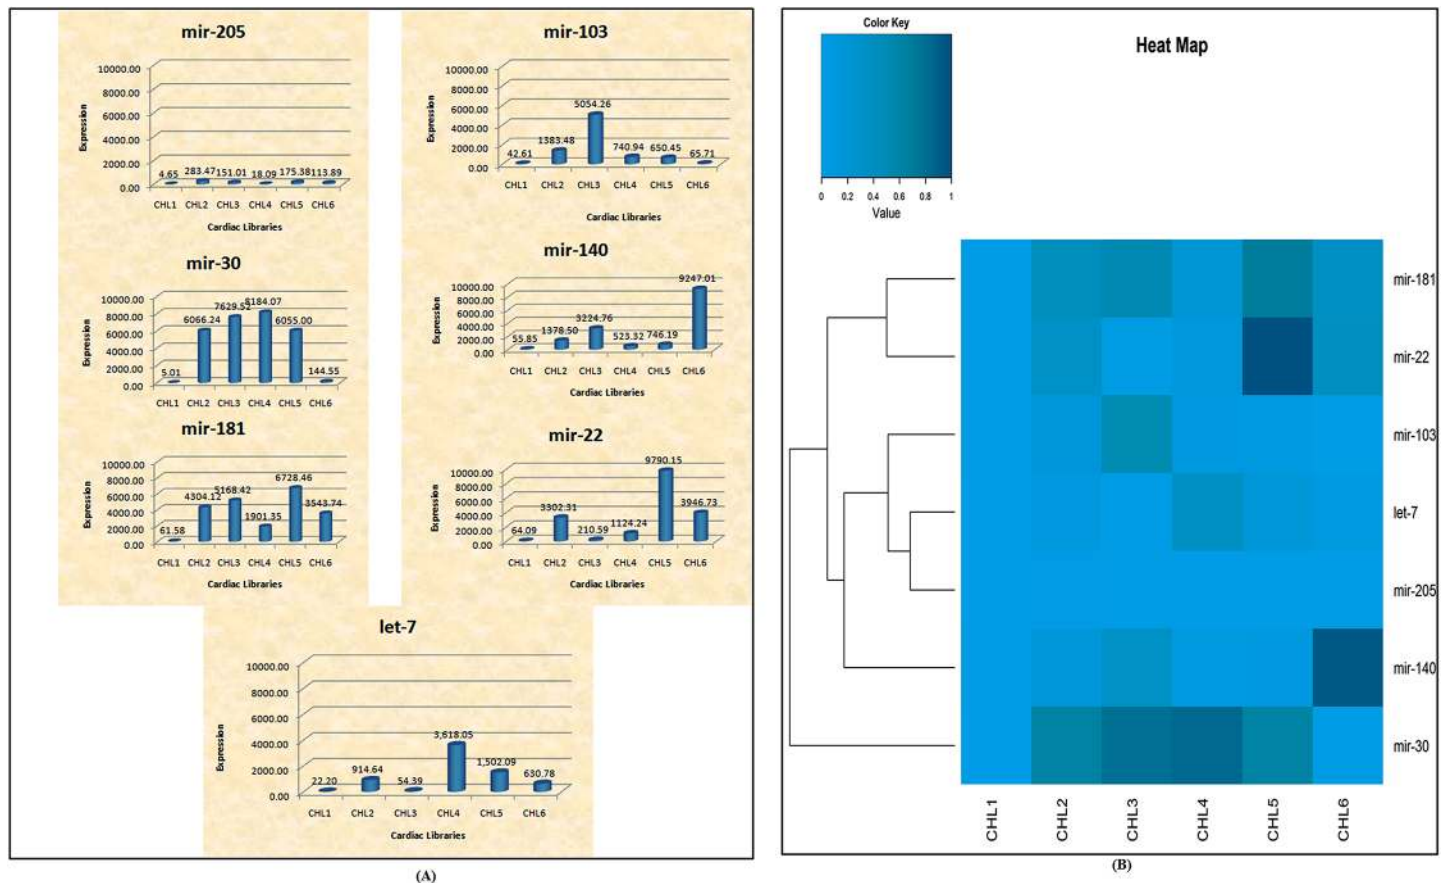 mir-205
10000.00
8000.00
6000.00
4000.00
2000.00
0.00
Expression
4.65 283.47 151.01 18.09 175.38 113.89
CHL1 CHL2 CHL3 CHL4 CHL5 CHL6
Cardiac Libraries
mir-103
10000.00
8000.00
6000.00
4000.00
2000.00
0.00
Expression
42.61 1383.48 5054.26 740.94 650.45 65.71
CHL1 CHL2 CHL3 CHL4 CHL5 CHL6
Cardiac Libraries
mir-30
10000.00
8000.00
6000.00
4000.00
2000.00
0.00
Expression
5.01 6066.24 7629.52 8184.07 6055.00 144.55
CHL1 CHL2 CHL3 CHL4 CHL5 CHL6
mir-140
10000.00
8000.00
6000.00
4000.00
2000.00
0.00
Expression
55.85 1378.50 3224.76 523.32 746.19 9247.01
CHL1 CHL2 CHL3 CHL4 CHL5 CHL6
Cardiac Libraries
mir-181
10000.00
8000.00
6000.00
4000.00
2000.00
0.00
Expression
61.58 4304.12 5168.42 1901.35 6728.46 3543.74
CHL1 CHL2 CHL3 CHL4 CHL5 CHL6
Cardiac Libraries
mir-22
10000.00
8000.00
6000.00
4000.00
2000.00
0.00
Expression
64.09 3302.31 210.59 1124.24 9790.15 3946.73
CHL1 CHL2 CHL3 CHL4 CHL5 CHL6
Cardiac Libraries
let-7
10000.00
8000.00
6000.00
4000.00
2000.00
0.00
Expression
22.20 914.64 54.39 3,618.05 1,502.09 630.78
CHL1 CHL2 CHL3 CHL4 CHL5 CHL6
Cardiac Libraries
(A)
Color Key
0 0.2 0.4 0.6 0.8 1
Value
Heat Map
mir-181
mir-22
mir-103
let-7
mir-205
mir-140
mir-30
CHL1 CHL2 CHL3 CHL4 CHL5 CHL6
(B)